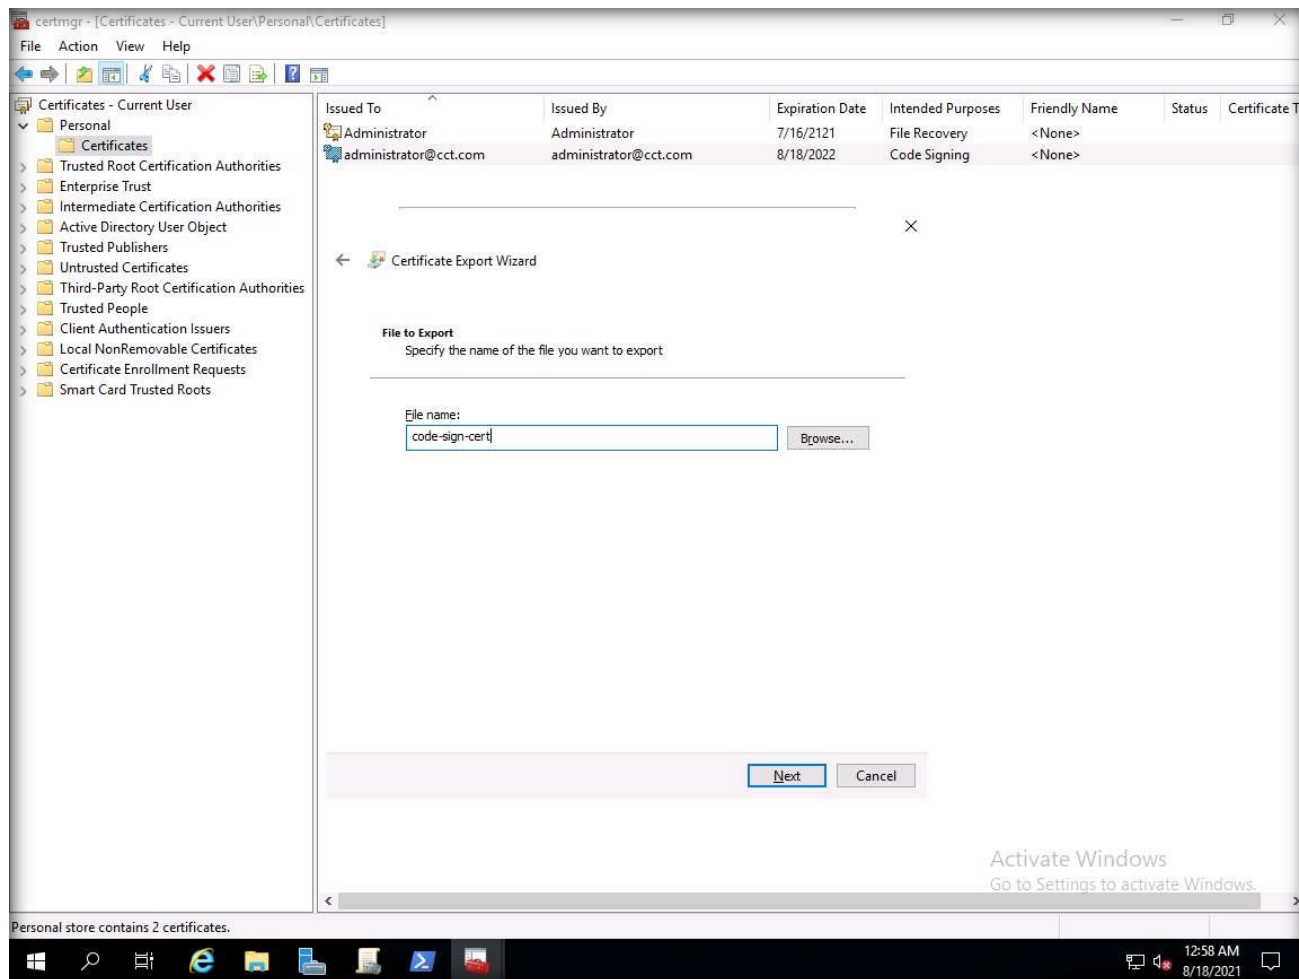 certmgr - [Certificates - Current User\Personal\Certificates]
File Action View Help
Certificates - Current User
Personal
Certificates
Trusted Root Certification Authorities
Enterprise Trust
Intermediate Certification Authorities
Active Directory User Object
Trusted Publishers
Untrusted Certificates
Third-Party Root Certification Authorities
Trusted People
Client Authentication Issuers
Local NonRemovable Certificates
Certificate Enrollment Requests
Smart Card Trusted Roots
Issued To Issued By Expiration Date Intended Purposes Friendly Name Status Certificate T
Administrator Administrator 7/16/2121 File Recovery <None>
administrator@cct.com administrator@cct.com 8/18/2022 Code Signing <None>
Certificate Export Wizard
File to Export
Specify the name of the file you want to export
File name:
code-sign-cert
Browse...
Next Cancel
Activate Windows
Go to Settings to activate Windows.
Personal store contains 2 certificates.
12:58 AM
8/18/2021